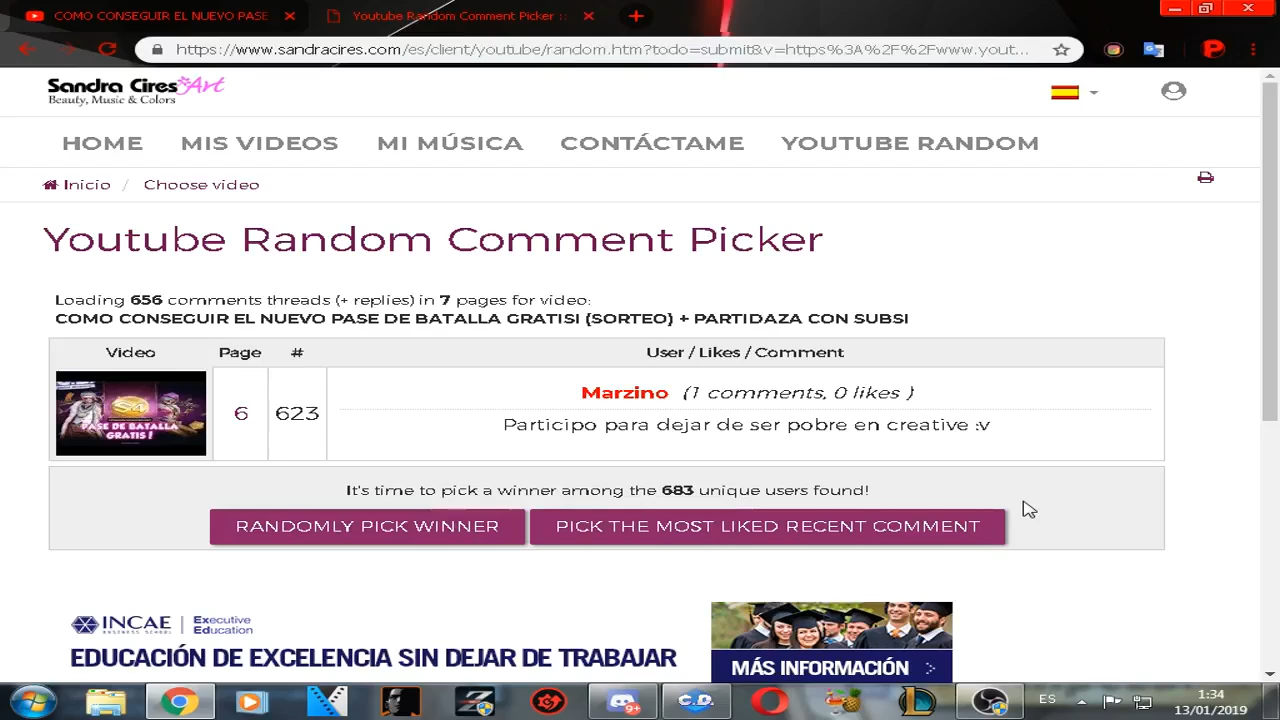 COMO CONSEGUIR EL NUEVO PASE
Youtube Random Comment Picker ::
https://www.sandracires.com/es/client/youtube/random.htm?todo=submit&v=https%3A%2F%2Fwww.yout...
Sandra Cires Art
Beauty, Music & Colors
HOME MIS VIDEOS MI MÚSICA CONTÁCTAME YOUTUBE RANDOM
Inicio / Choose video
Youtube Random Comment Picker
Loading 656 comments threads (+ replies) in 7 pages for video:
COMO CONSEGUIR EL NUEVO PASE DE BATALLA GRATIS! (SORTEO) + PARTIDAZA CON SUBS!
Video Page # User / Likes / Comment
PASE DE BATALLA
GRATIS !
6 623
Marzino (1 comments, 0 likes )
Participo para dejar de ser pobre en creative :v
It's time to pick a winner among the 683 unique users found!
RANDOMLY PICK WINNER PICK THE MOST LIKED RECENT COMMENT
INCAE BUSINESS SCHOOL Executive Education
EDUCACIÓN DE EXCELENCIA SIN DEJAR DE TRABAJAR
MÁS INFORMACIÓN >
9+ C.D. ES 1:34
13/01/2019